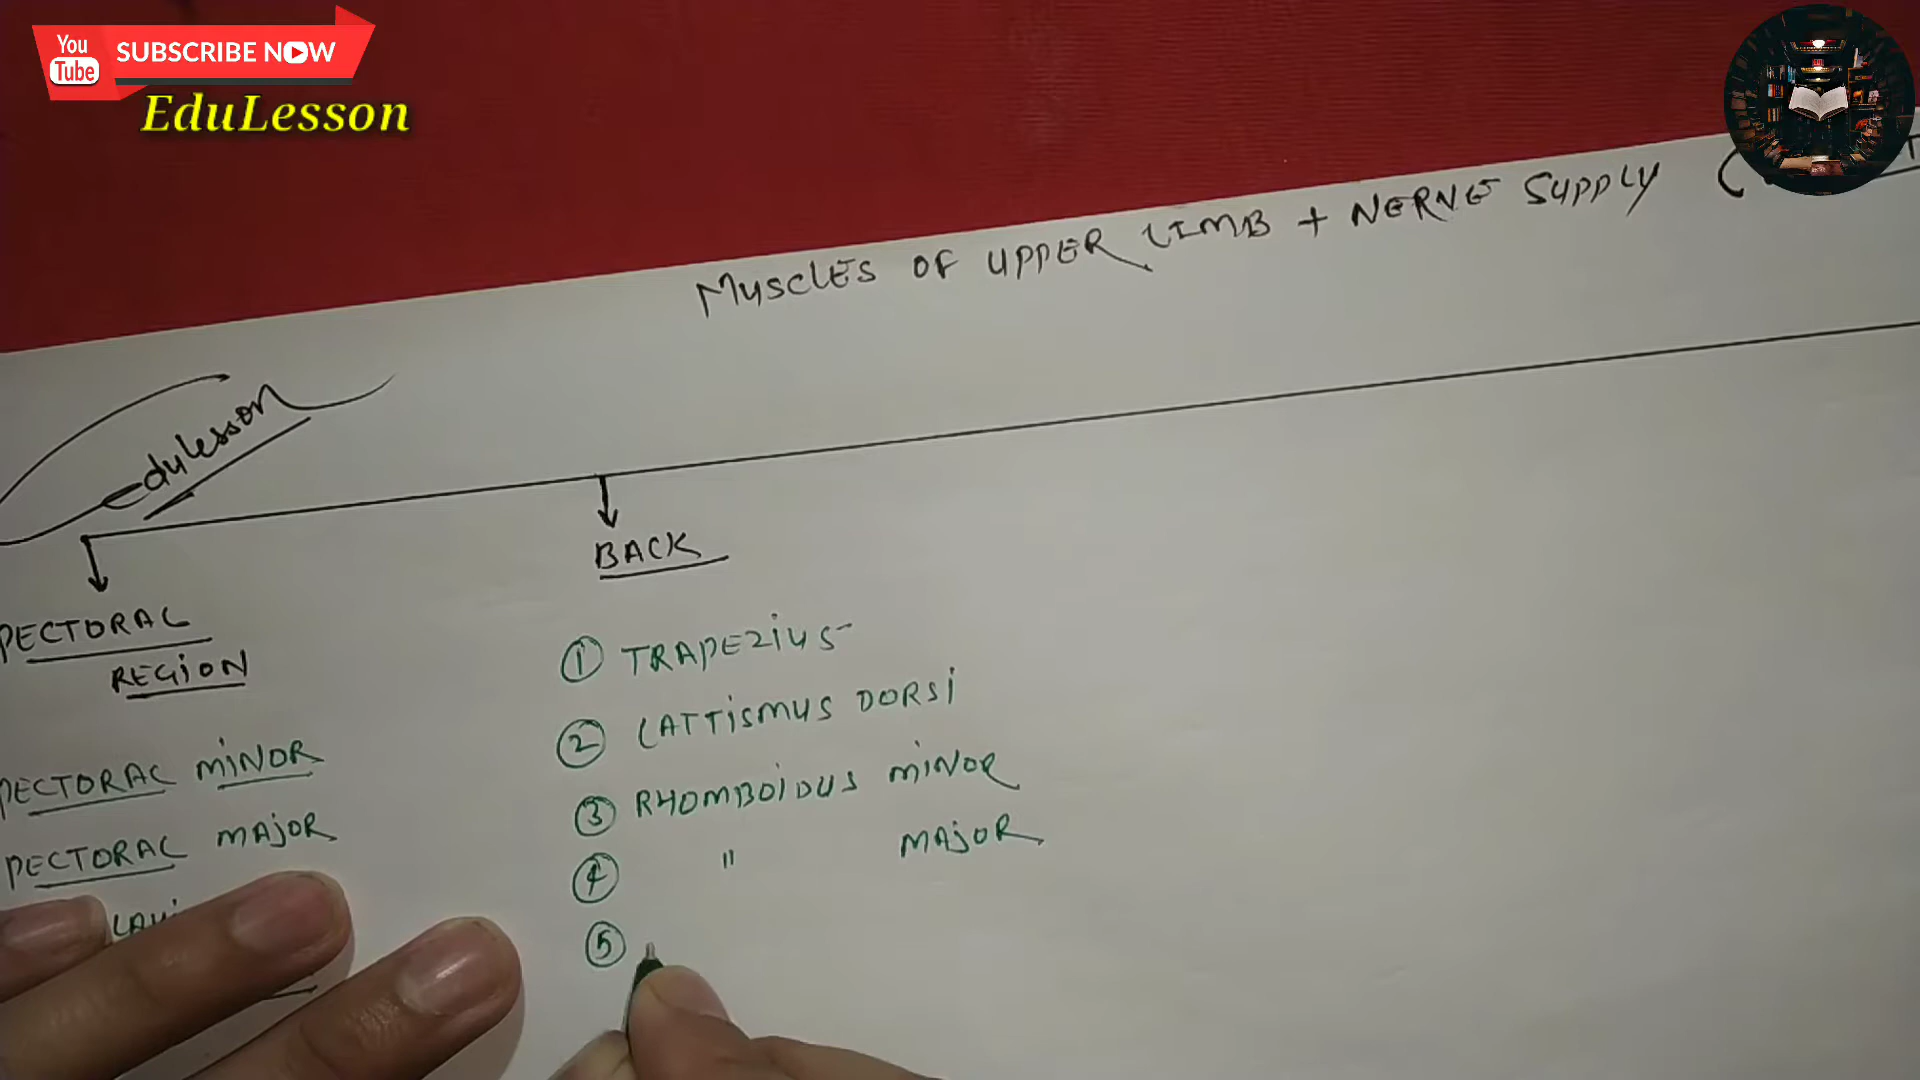 You Tube SUBSCRIBE NOW
EduLesson
MUSCLES OF UPPER LIMB + NERVE SUPPLY (
Edulesson
BACK
PECTORAL
REGION
① TRAPEZIUS
② LATTISMUS DORSI
③ RHOMBOIDUS MINOR
④ " MAJOR
⑤
PECTORAL MINOR
PECTORAL MAJOR